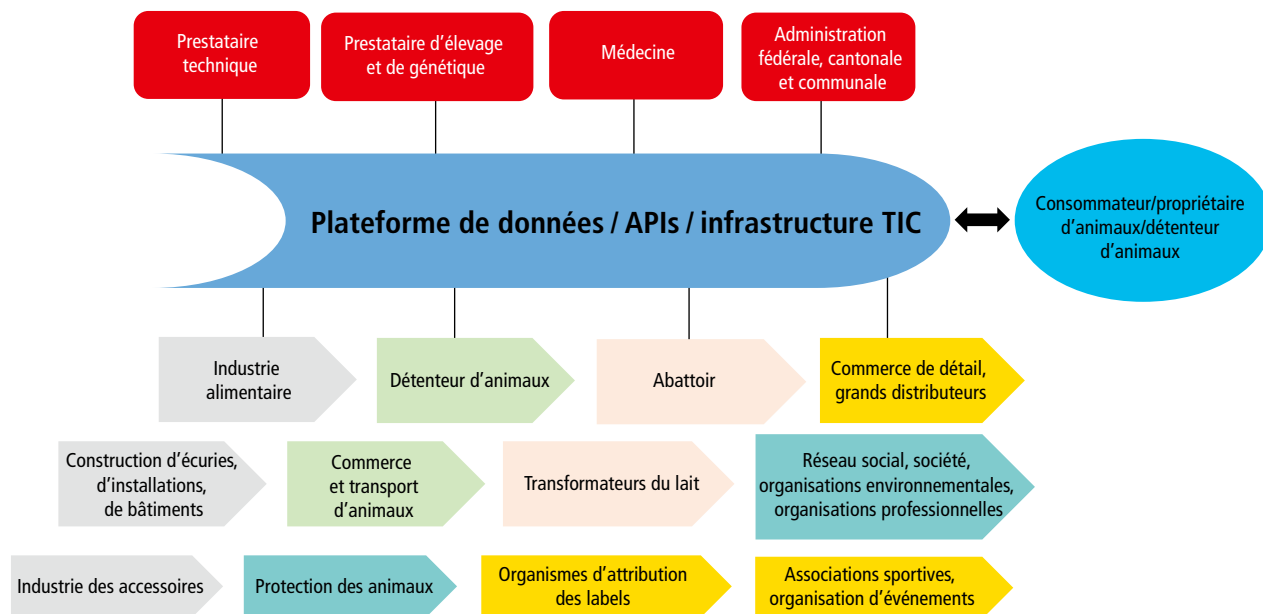 Prestataire
technique
Prestataire d'élevage
et de génétique
Médecine
Administration
fédérale, cantonale
et communale
Plateforme de données / APIs / infrastructure TIC
Consommateur/propriétaire
d'animaux/détenteur
d'animaux
Industrie
alimentaire
Détenteur d'animaux
Abattoir
Commerce de détail,
grands distributeurs
Construction d'écuries,
d'installations,
de bâtiments
Commerce
et transport
d'animaux
Transformateurs du lait
Réseau social, société,
organisations environnementales,
organisations professionnelles
Industrie des accessoires
Protection des animaux
Organismes d'attribution
des labels
Associations sportives,
organisation d'événements